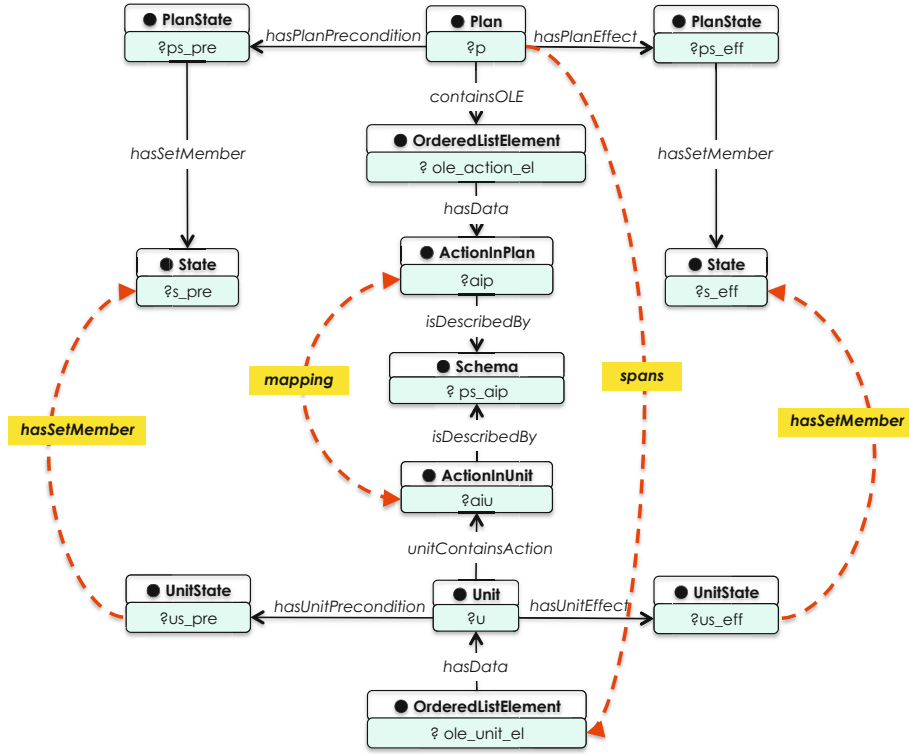 PlanState
?ps_pre
hasPlanPrecondition
Plan
?p
hasPlanEffect
PlanState
?ps_eff
containsOLE
OrderedListElement
? ole_action_el
hasSetMember
hasSetMember
hasData
State
?s_pre
ActionInPlan
?aip
State
?s_eff
isDescribedBy
Schema
? ps_aip
mapping
spans
hasSetMember
hasSetMember
isDescribedBy
ActionInUnit
?aiu
unitContainsAction
UnitState
?us_pre
hasUnitPrecondition
Unit
?u
hasUnitEffect
UnitState
?us_eff
hasData
OrderedListElement
? ole_unit_el